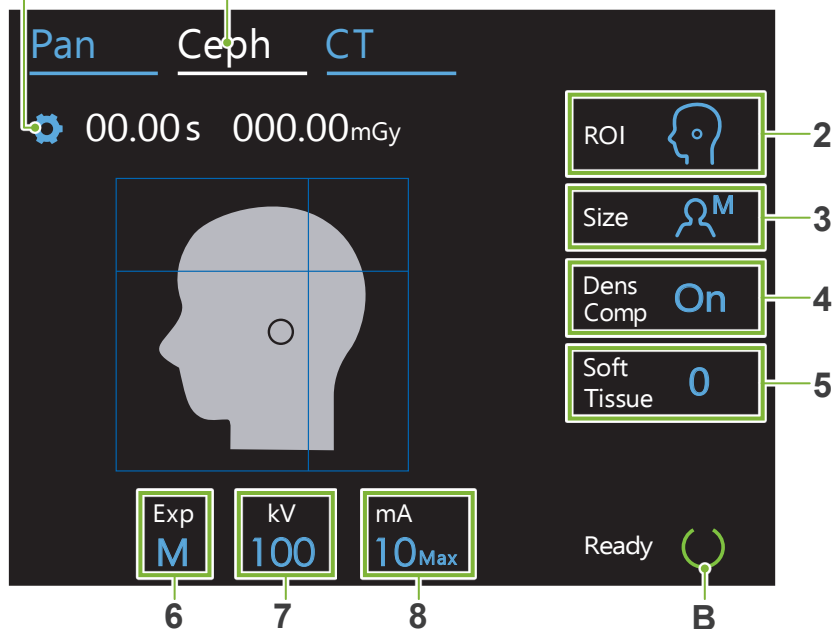 Pan Ceph CT
00.00 s 000.00mGy
ROI 2
Size M 3
Dens
Comp On 4
Soft
Tissue 0 5
Exp kV mA
M 100 10Max
Ready
6 7 8 B